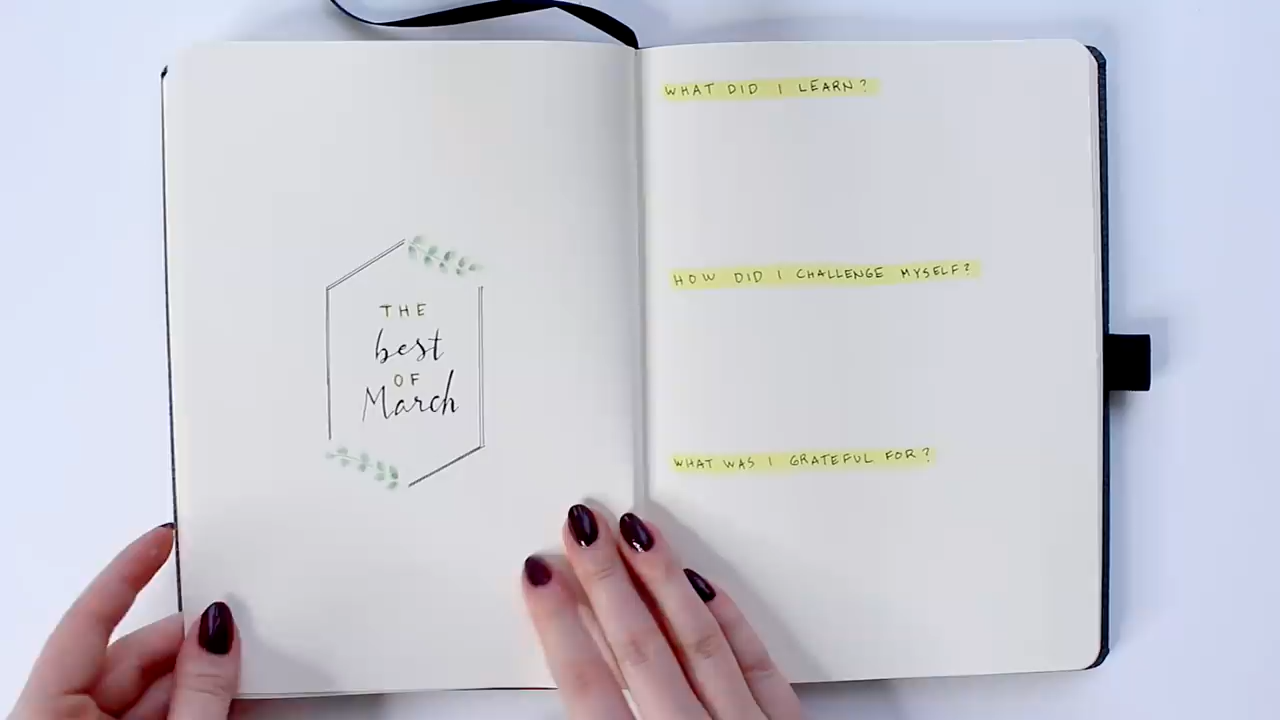 THE
best
OF
March
WHAT DID I LEARN?
HOW DID I CHALLENGE MYSELF?
WHAT WAS I GRATEFUL FOR?